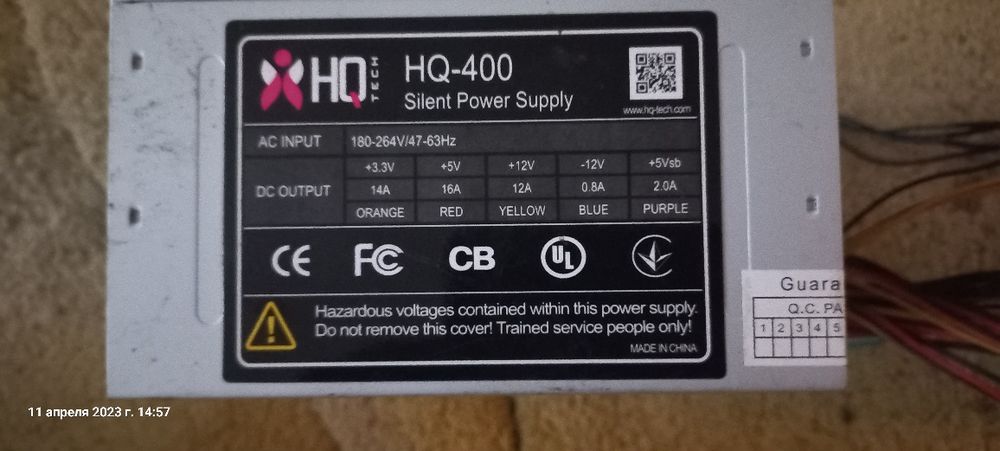 HQ TECH
HQ-400
Silent Power Supply
www.hq-tech.com
AC INPUT 180-264V/47-63Hz
DC OUTPUT
+3.3V +5V +12V -12V +5Vsb
14A 16A 12A 0.8A 2.0A
ORANGE RED YELLOW BLUE PURPLE
CE FC CB UL
Hazardous voltages contained within this power supply.
Do not remove this cover! Trained service people only!
MADE IN CHINA
Guara
Q.C. PA
1 2 3 4 5
11 апреля 2023 г. 14:57